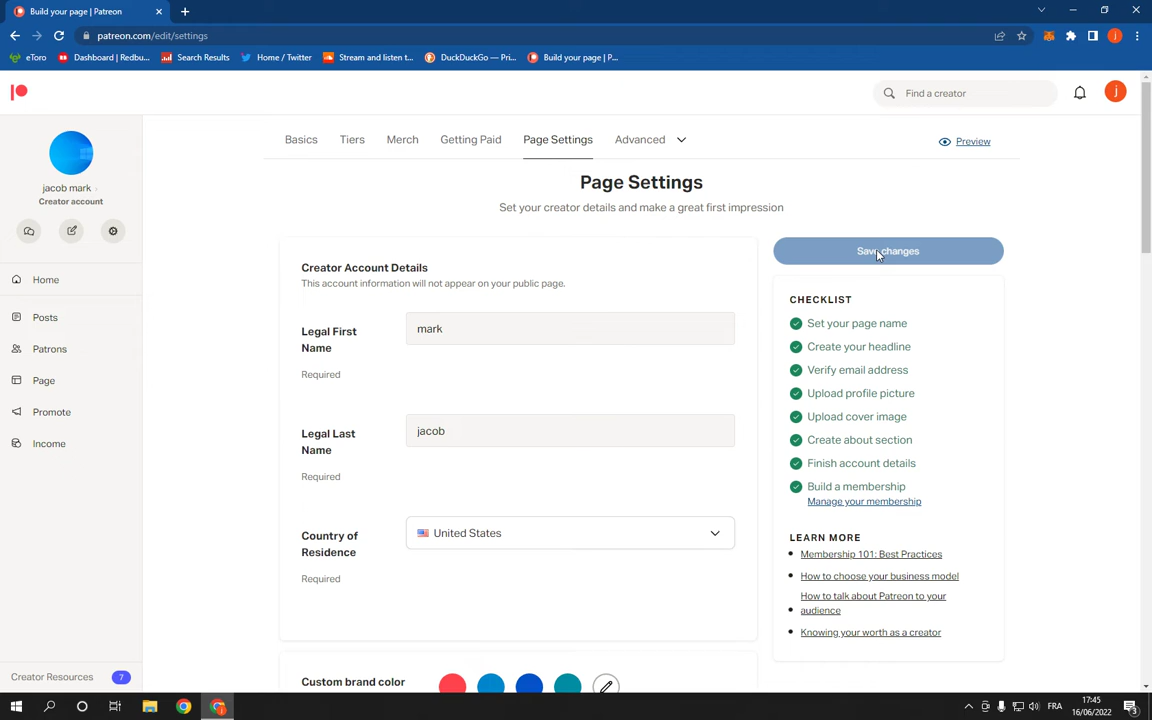 Build your page | Patreon
patreon.com/edit/settings
eToro
Dashboard | Redbu...
Search Results
Home / Twitter
Stream and listen t...
DuckDuckGo — Pri...
Build your page | P...
j
Find a creator
j
jacob mark ›
Creator account
Home
Posts
Patrons
Page
Promote
Income
Creator Resources
7
Basics
Tiers
Merch
Getting Paid
Page Settings
Advanced
Preview
Page Settings
Set your creator details and make a great first impression
Creator Account Details
This account information will not appear on your public page.
Legal First
Name
Required
mark
Legal Last
Name
Required
jacob
Country of
Residence
Required
United States
Custom brand color
Save changes
CHECKLIST
Set your page name
Create your headline
Verify email address
Upload profile picture
Upload cover image
Create about section
Finish account details
Build a membership
Manage your membership
LEARN MORE
• Membership 101: Best Practices
• How to choose your business model
• How to talk about Patreon to your
audience
• Knowing your worth as a creator
FRA
17:45
16/06/2022
3